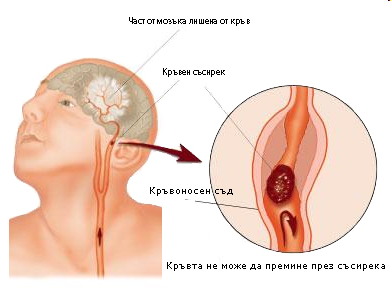 Част от мозъка лишена от кръв
Кръвен съсирек
Кръвоносен съд
Кръвта не може да премине през съсирека